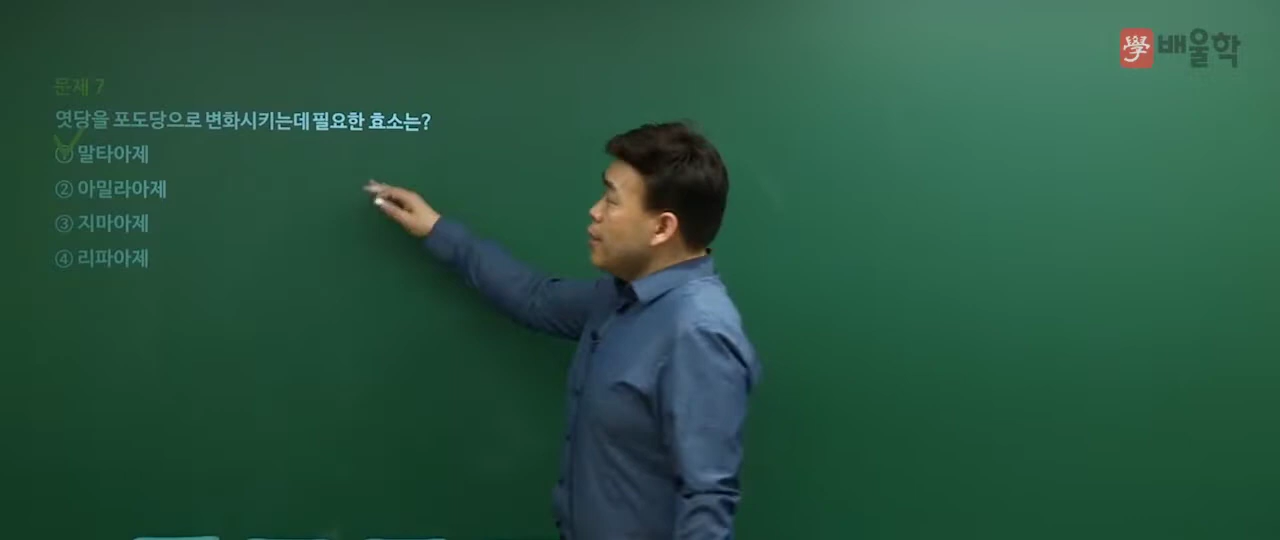 學 배울학
문제 7
엿당을 포도당으로 변화시키는데 필요한 효소는?
① 말타아제
② 아밀라아제
③ 지마아제
④ 리파아제